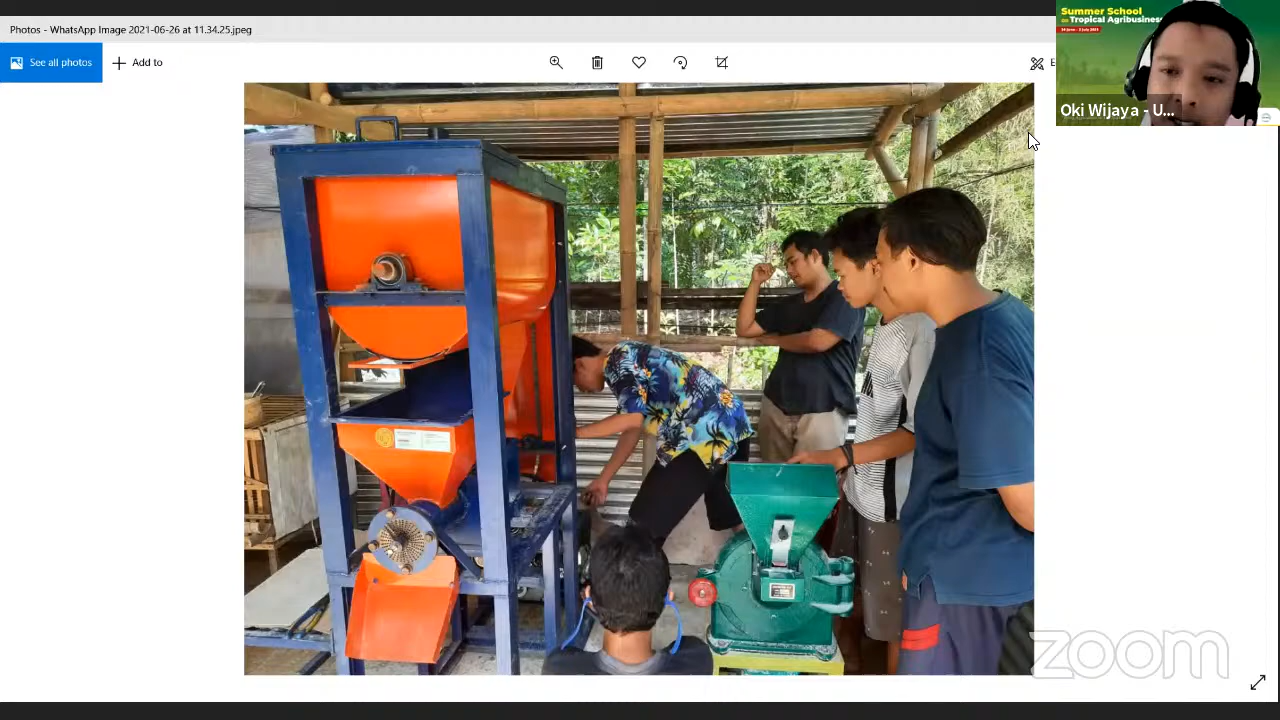 Photos - WhatsApp Image 2021-06-26 at 11.34.25.jpeg
See all photos
Add to
E
Summer School
on Tropical Agribusiness
Oki Wijaya - U...
zoom